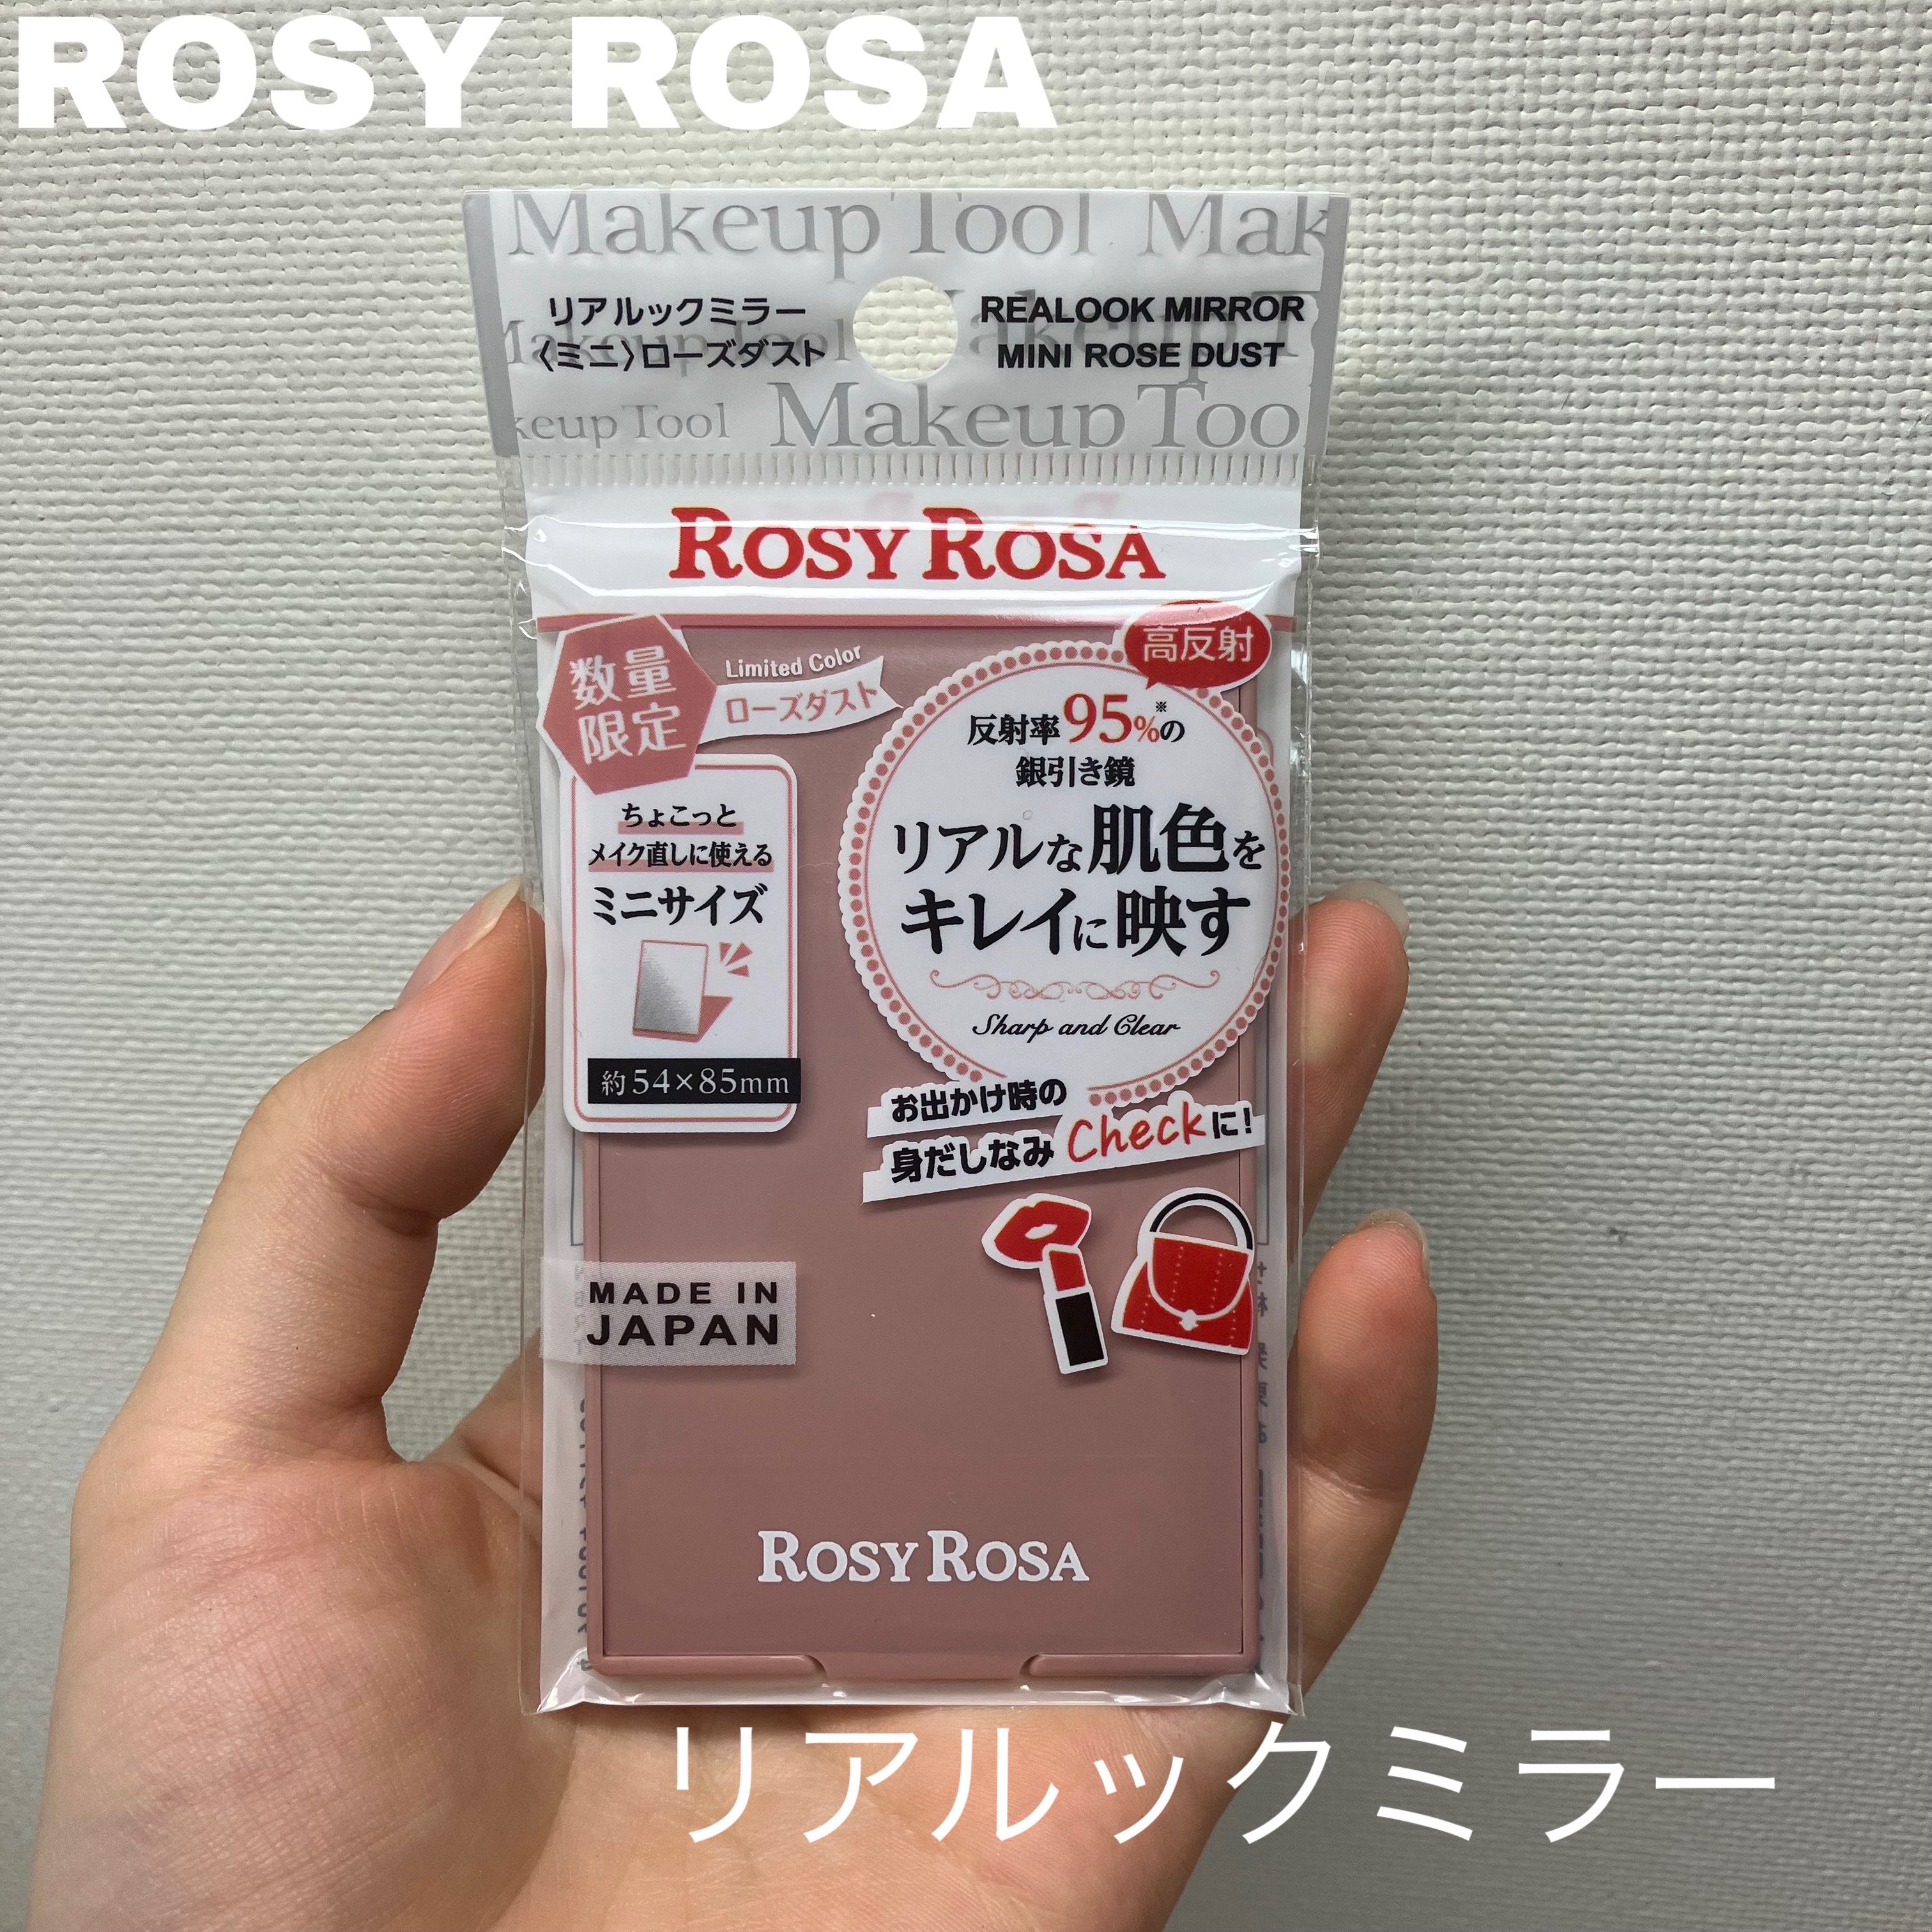 ROSY ROSA
Makeup Tool Mak
リアルックミラー
〈ミニ〉ローズダスト
REALOOK MIRROR
MINI ROSE DUST
keup Tool Makeup Too
ROSY ROSA
数量
限定
Limited Color
ローズダスト
高反射
反射率95%※の
銀引き鏡
リアルな肌色を
キレイに映す
Sharp and Clear
ちょこっと
メイク直しに使える
ミニサイズ
約54×85mm
お出かけ時の
身だしなみCheckに!
MADE IN
JAPAN
ROSY ROSA
リアルックミラー